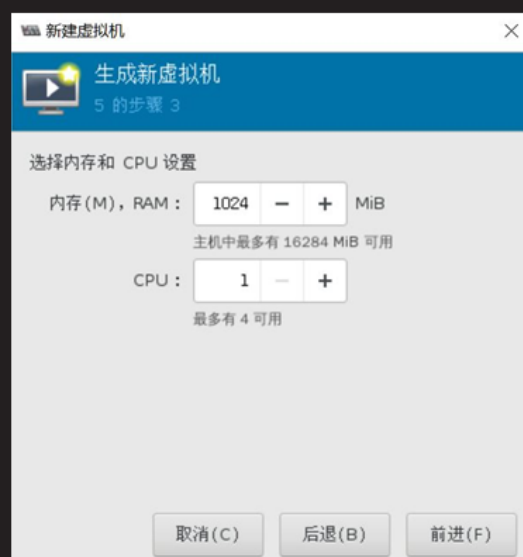 新建虚拟机
生成新虚拟机
5 的步骤 3
选择内存和 CPU 设置
内存(M), RAM： 1024 − + MiB
主机中最多有 16284 MiB 可用
CPU： 1 − +
最多有 4 可用
取消(C) 后退(B) 前进(F)